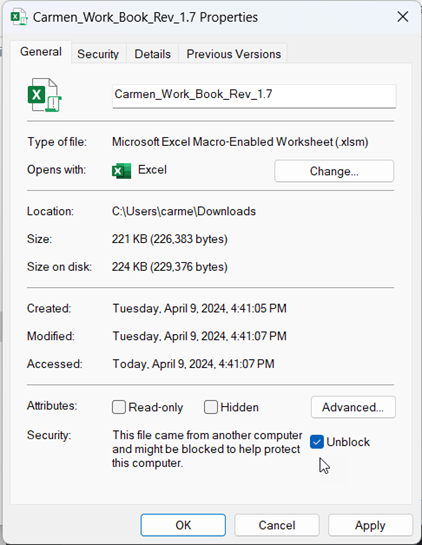 Carmen_Work_Book_Rev_1.7 Properties
General Security Details Previous Versions
Carmen_Work_Book_Rev_1.7
Type of file: Microsoft Excel Macro-Enabled Worksheet (.xlsm)
Opens with: Excel Change...
Location: C:\Users\carme\Downloads
Size: 221 KB (226,383 bytes)
Size on disk: 224 KB (229,376 bytes)
Created: Tuesday, April 9, 2024, 4:41:05 PM
Modified: Tuesday, April 9, 2024, 4:41:07 PM
Accessed: Today, April 9, 2024, 4:41:07 PM
Attributes: Read-only Hidden Advanced...
Security: This file came from another computer
and might be blocked to help protect
this computer.
Unblock
OK Cancel Apply